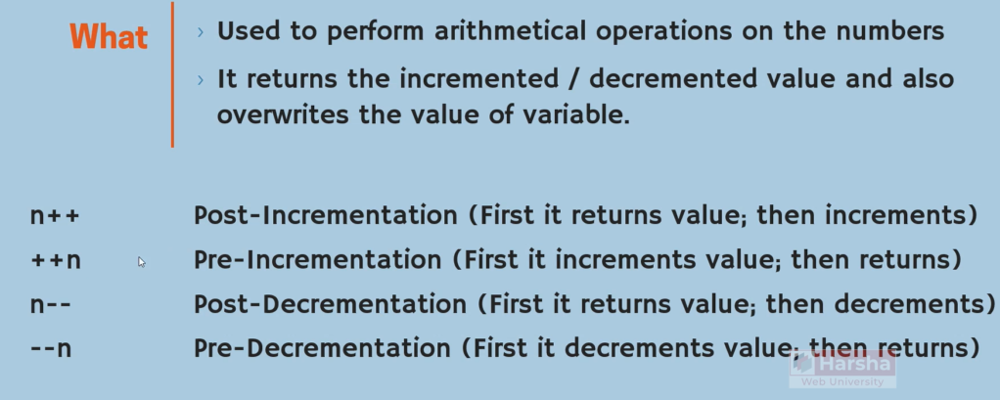 What
› Used to perform arithmetical operations on the numbers
› It returns the incremented / decremented value and also
overwrites the value of variable.
n++ Post-Incrementation (First it returns value; then increments)
++n Pre-Incrementation (First it increments value; then returns)
n-- Post-Decrementation (First it returns value; then decrements)
--n Pre-Decrementation (First it decrements value; then returns)
Harsha
Web University